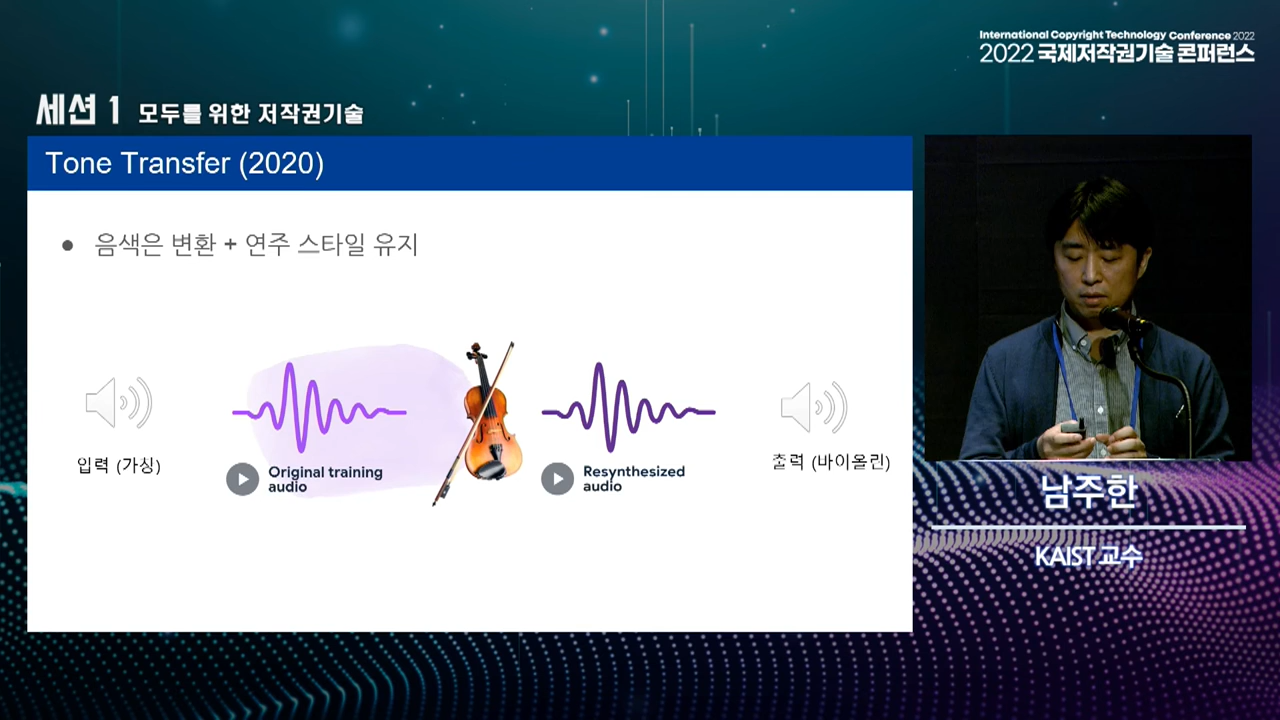 International Copyright Technology Conference 2022
2022 국제저작권기술 콘퍼런스
세션 1 모두를 위한 저작권기술
Tone Transfer (2020)
● 음색은 변환 + 연주 스타일 유지
입력 (가싱)
Original training
audio
Resynthesized
audio
출력 (바이올린)
남주한
KAIST 교수